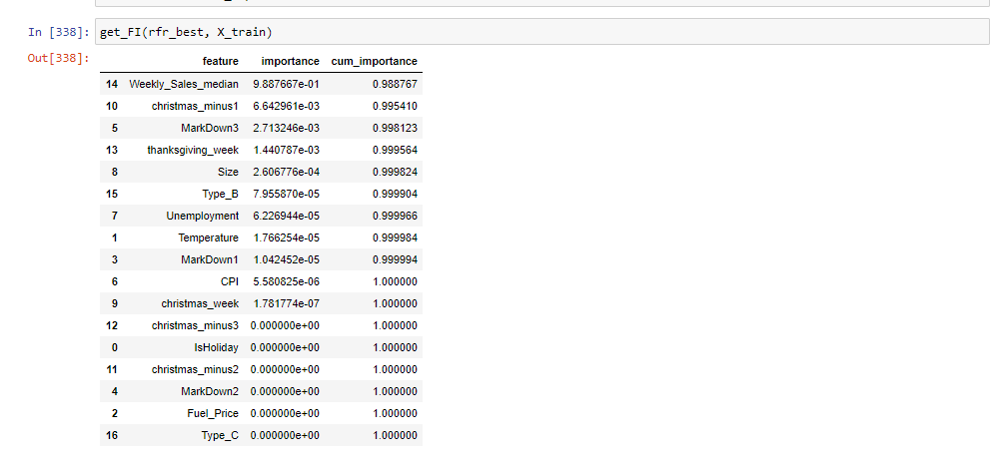 In [338]: get_FI(rfr_best, X_train)
Out[338]:
feature importance cum_importance
14 Weekly_Sales_median 9.887667e-01 0.988767
10 christmas_minus1 6.642961e-03 0.995410
5 MarkDown3 2.713246e-03 0.998123
13 thanksgiving_week 1.440787e-03 0.999564
8 Size 2.606776e-04 0.999824
15 Type_B 7.955870e-05 0.999904
7 Unemployment 6.226944e-05 0.999966
1 Temperature 1.766254e-05 0.999984
3 MarkDown1 1.042452e-05 0.999994
6 CPI 5.580825e-06 1.000000
9 christmas_week 1.781774e-07 1.000000
12 christmas_minus3 0.000000e+00 1.000000
0 IsHoliday 0.000000e+00 1.000000
11 christmas_minus2 0.000000e+00 1.000000
4 MarkDown2 0.000000e+00 1.000000
2 Fuel_Price 0.000000e+00 1.000000
16 Type_C 0.000000e+00 1.000000